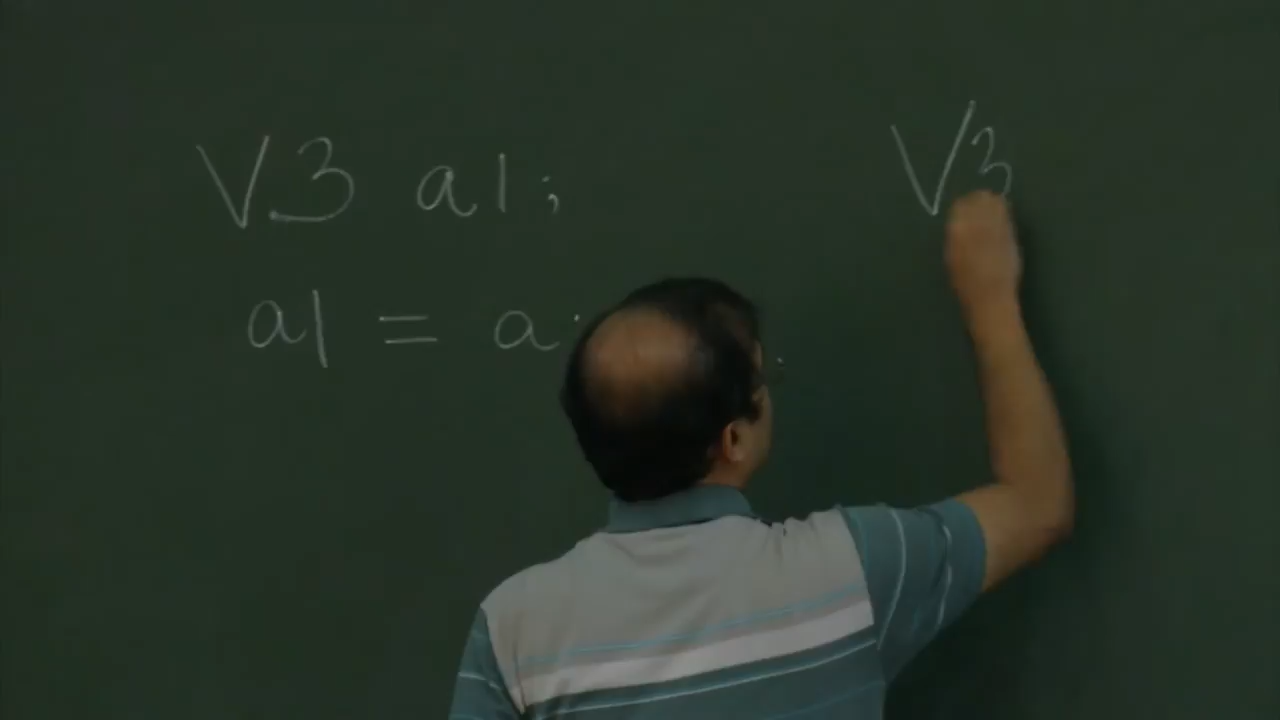 V3 a1;
a1 = a
V3